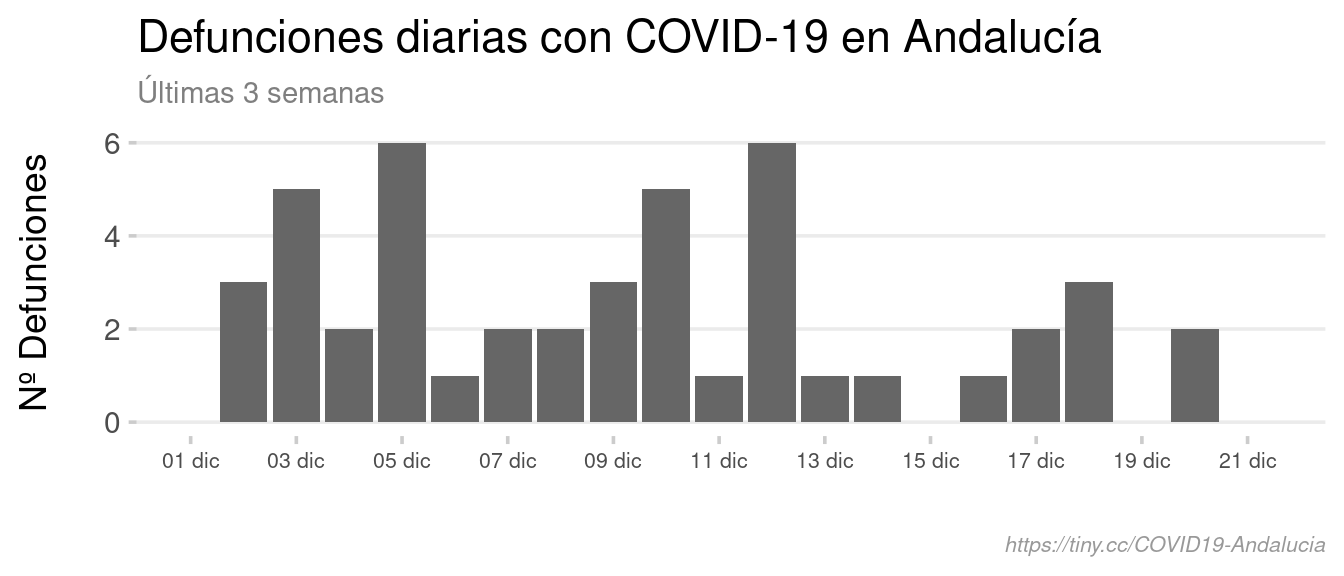 Defunciones diarias con COVID-19 en Andalucía
Últimas 3 semanas
Nº Defunciones
6
4
2
0
01 dic 03 dic 05 dic 07 dic 09 dic 11 dic 13 dic 15 dic 17 dic 19 dic 21 dic
https://tiny.cc/COVID19-Andalucia